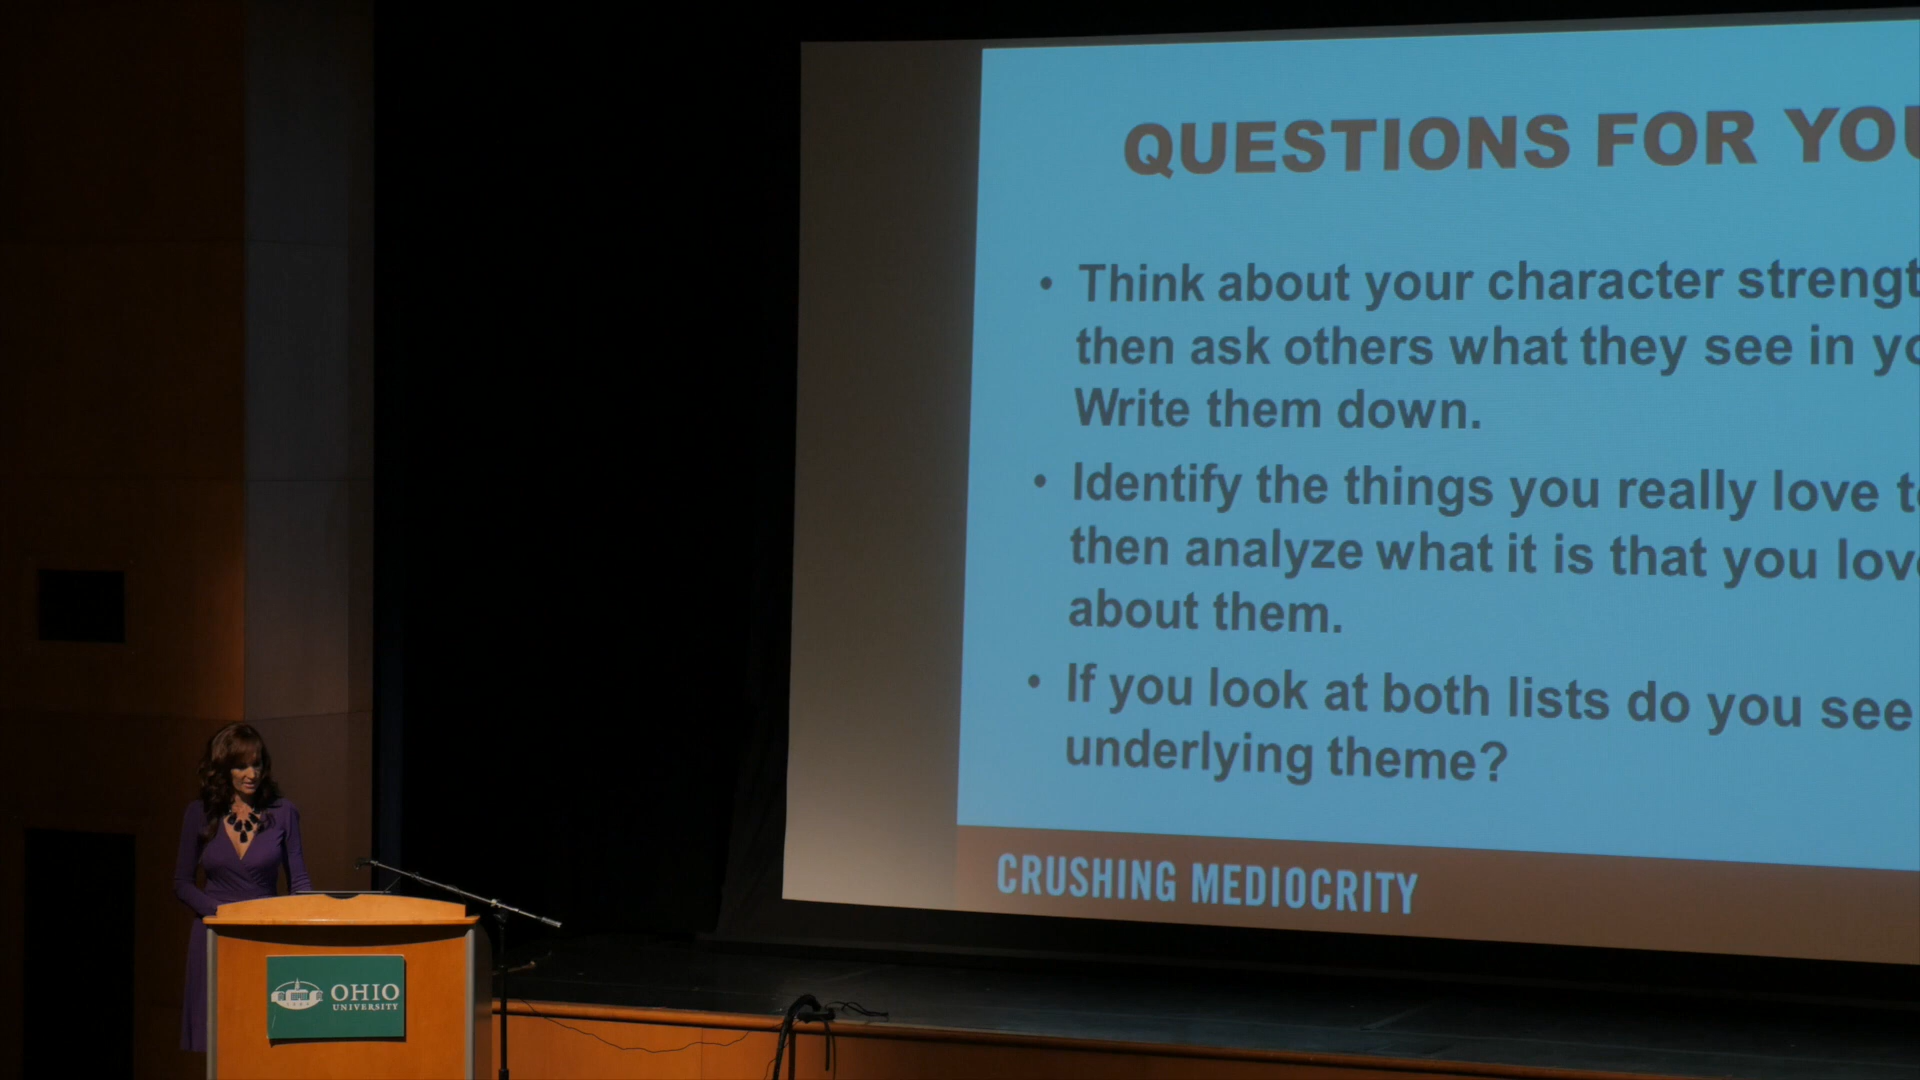 QUESTIONS FOR YOU
Think about your character strengt
then ask others what they see in yo
Write them down.
Identify the things you really love to
then analyze what it is that you love
about them.
If you look at both lists do you see
underlying theme?
CRUSHING MEDIOCRITY
OHIO
UNIVERSITY